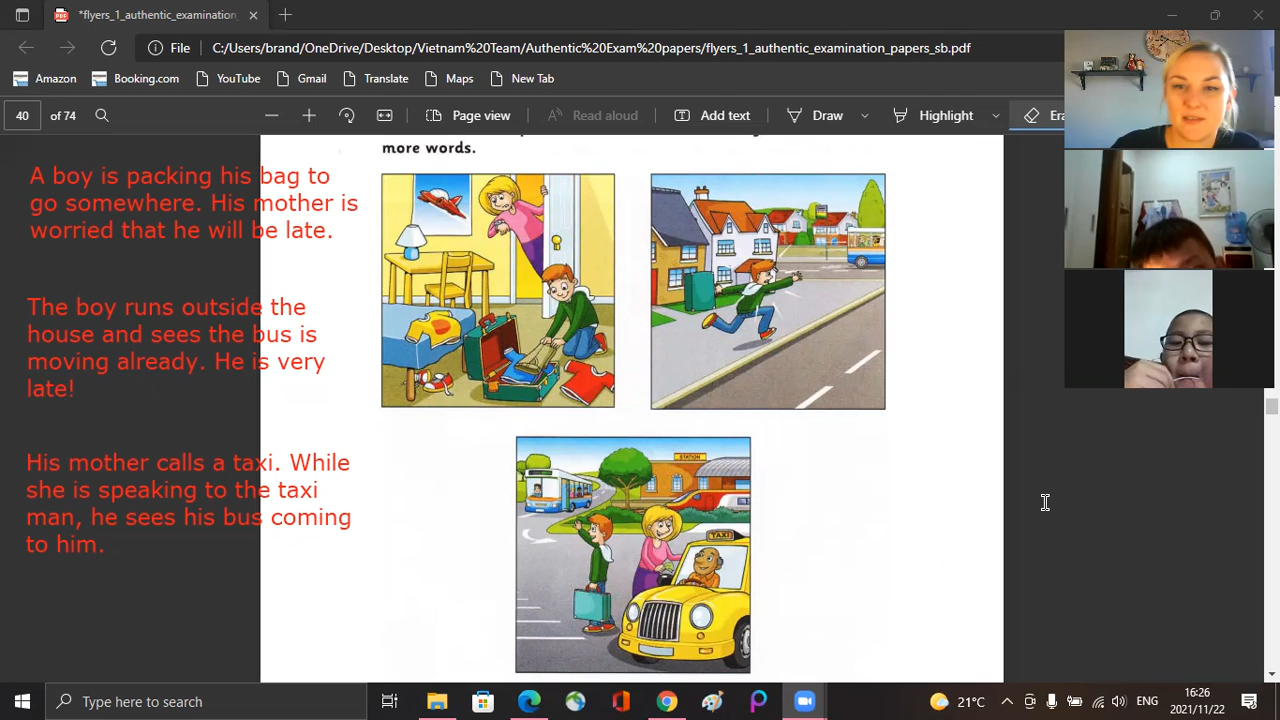 *flyers_1_authentic_examination_
File
C:/Users/brand/OneDrive/Desktop/Vietnam%20Team/Authentic%20Exam%20papers/flyers_1_authentic_examination_papers_sb.pdf
Amazon Booking.com YouTube Gmail Translate Maps New Tab
40 of 74 Page view Read aloud Add text Draw Highlight Era
more words.
A boy is packing his bag to
go somewhere. His mother is
worried that he will be late.
The boy runs outside the
house and sees the bus is
moving already. He is very
late!
His mother calls a taxi. While
she is speaking to the taxi
man, he sees his bus coming
to him.
STATION
TAXI
Type here to search
21°C ENG 16:26
2021/11/22